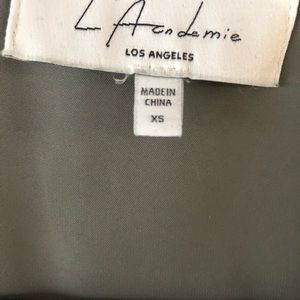 L'Academie
LOS ANGELES
MADE IN
CHINA
XS